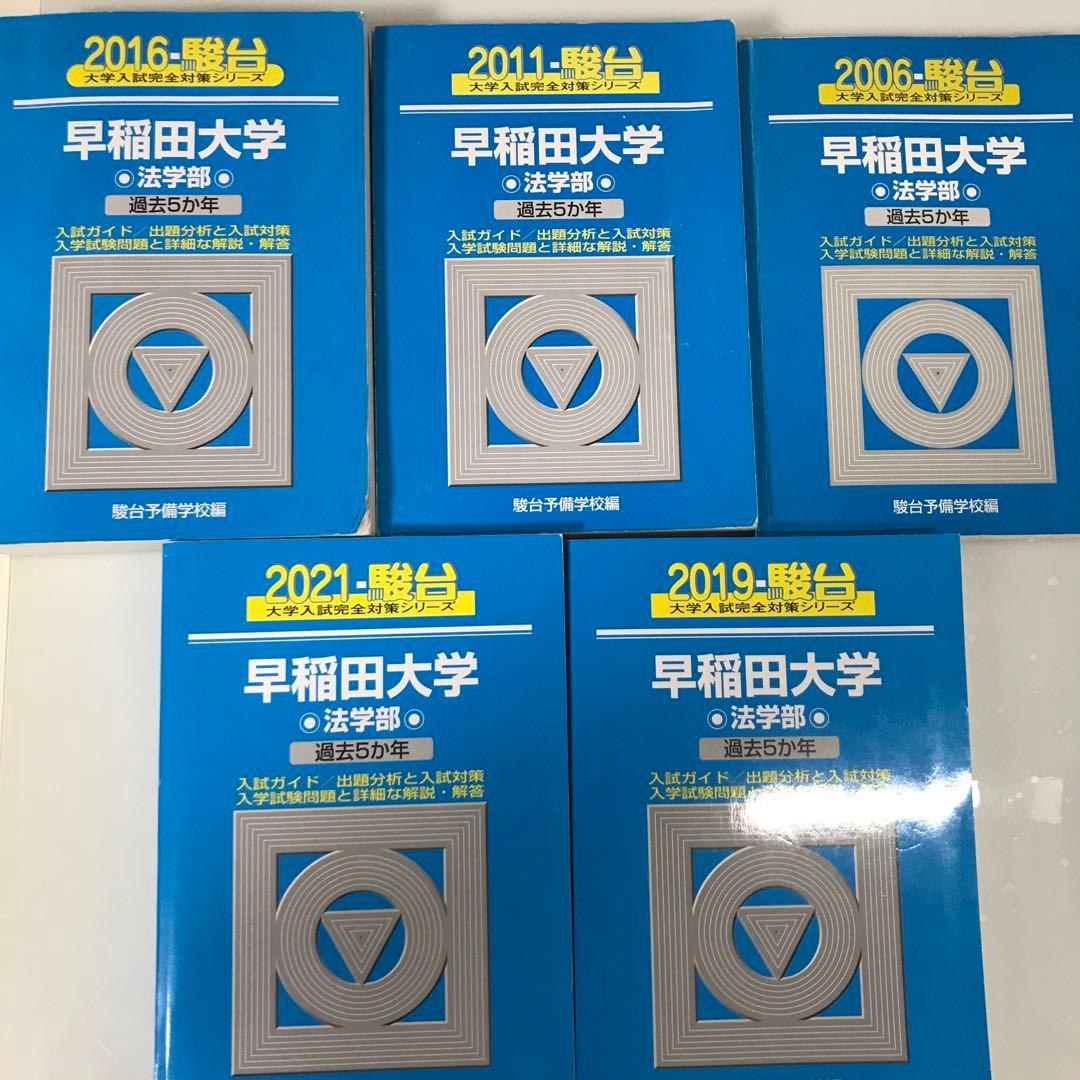 2016-駿台
大学入試完全対策シリーズ
早稲田大学
法学部
過去5か年
入試ガイド/出題分析と入試対策
入学試験問題と詳細な解説・解答
駿台予備学校編
2011-駿台
大学入試完全対策シリーズ
早稲田大学
法学部
過去5か年
入試ガイド/出題分析と入試対策
入学試験問題と詳細な解説・解答
駿台予備学校編
2006-駿台
大学入試完全対策シリーズ
早稲田大学
法学部
過去5か年
入試ガイド/出題分析と入試対策
入学試験問題と詳細な解説・解答
駿台予備学校編
2021-駿台
大学入試完全対策シリーズ
早稲田大学
法学部
過去5か年
入試ガイド/出題分析と入試対策
入学試験問題と詳細な解説・解答
2019-駿台
大学入試完全対策シリーズ
早稲田大学
法学部
過去5か年
入試ガイド/出題分析と入試対策
入学試験問題と詳細な解説・解答